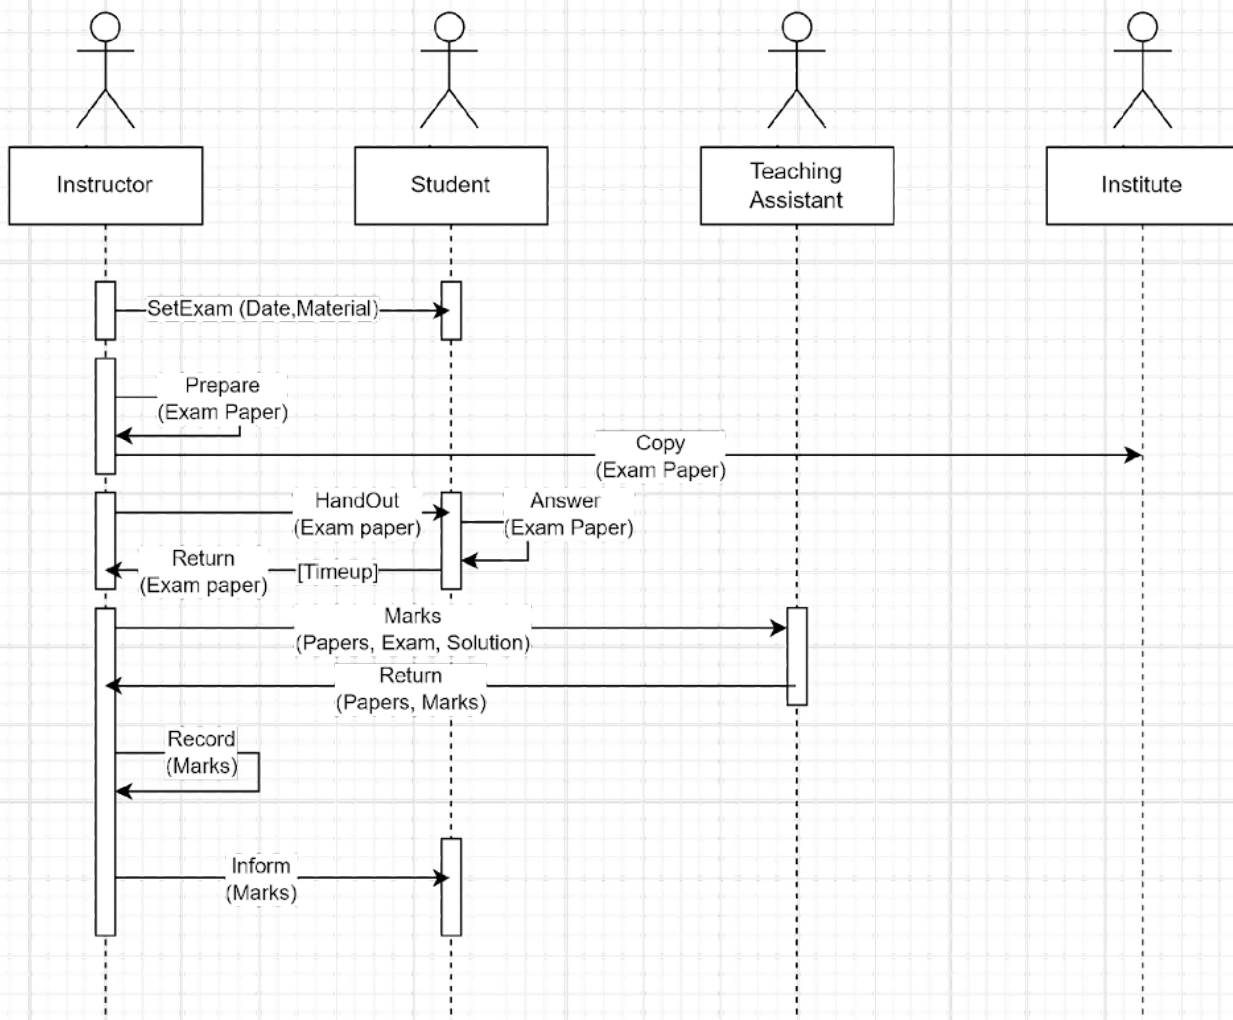 Instructor
Student
Teaching
Assistant
Institute
SetExam (Date,Material)
Prepare
(Exam Paper)
Copy
(Exam Paper)
HandOut
(Exam paper)
Answer
(Exam Paper)
Return
(Exam paper)
[Timeup]
Marks
(Papers, Exam, Solution)
Return
(Papers, Marks)
Record
(Marks)
Inform
(Marks)